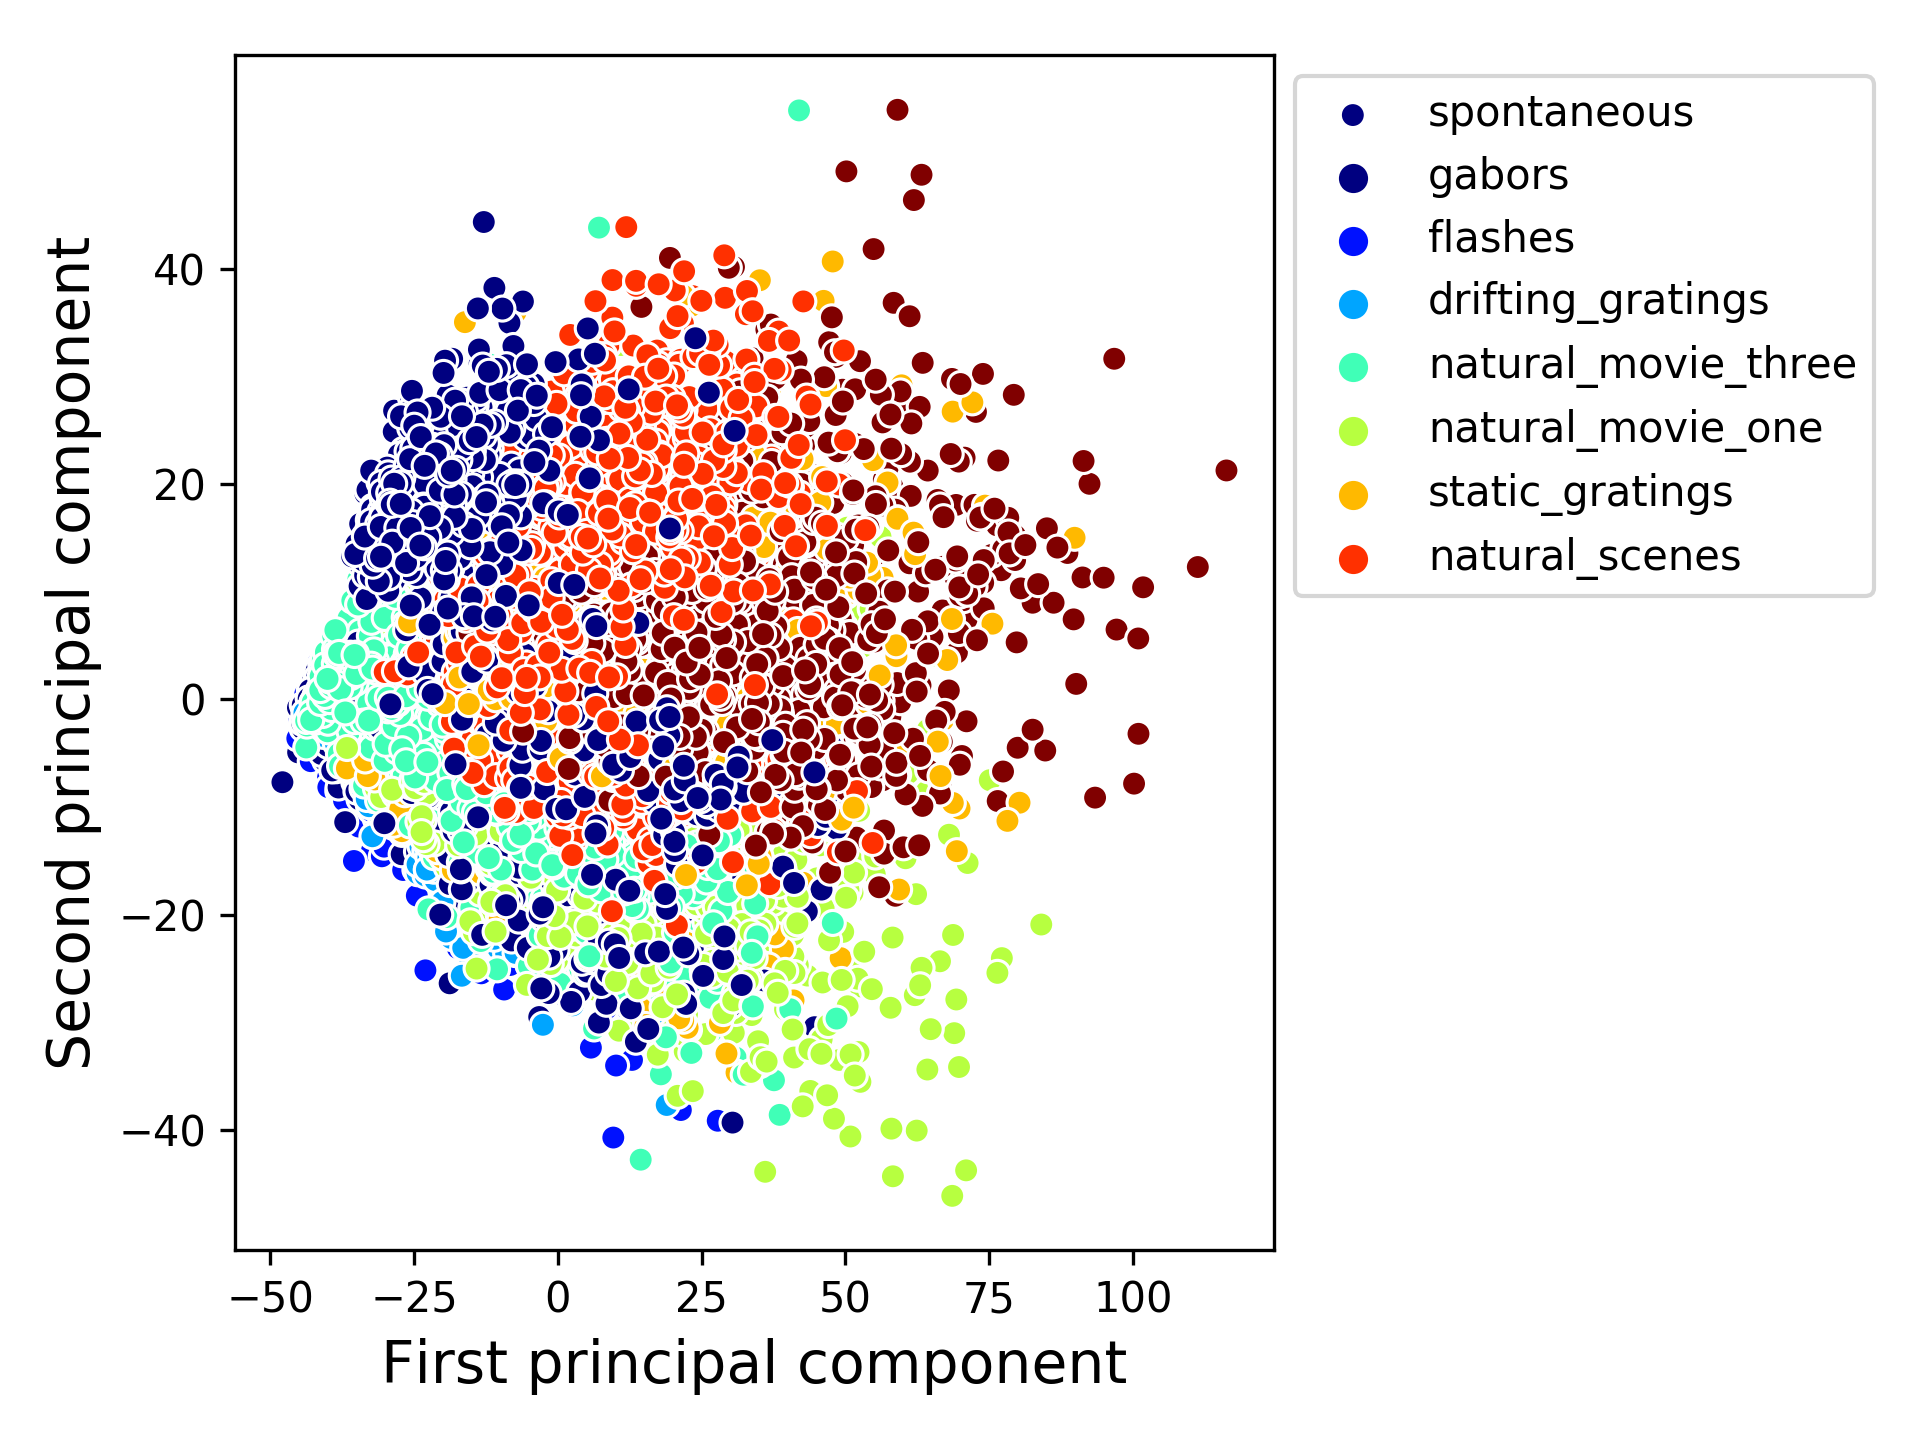 spontaneous
gabors
flashes
drifting_gratings
natural_movie_three
natural_movie_one
static_gratings
natural_scenes
Second principal component
40
20
0
−20
−40
−50 −25 0 25 50 75 100
First principal component